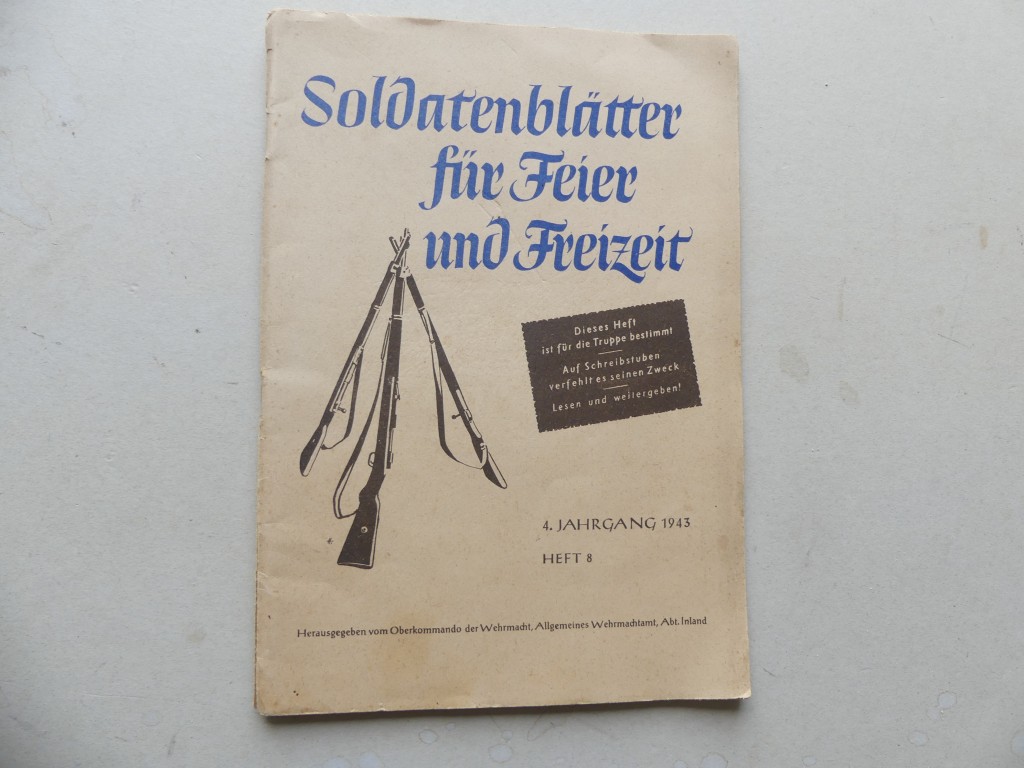 Soldatenblätter
für Feier
und Freizeit
Dieses Heft
ist für die Truppe bestimmt
Auf Schreibstuben
verfehlt es seinen Zweck
Lesen und weitergeben!
4. JAHRGANG 1943
HEFT 8
Herausgegeben vom Oberkommando der Wehrmacht, Allgemeines Wehrmachtamt, Abt. Inland